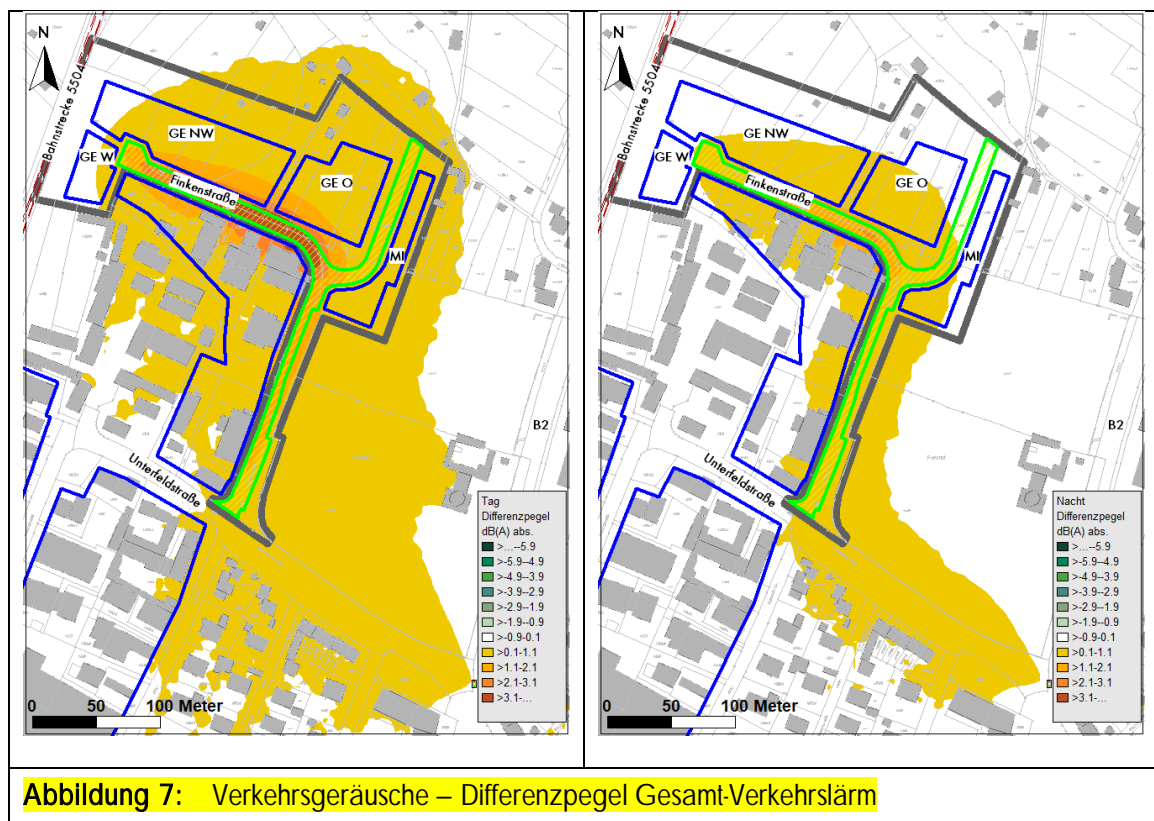 N
Bahnstrecke 5504
GE NW
GE W
Finkenstraße
GE O
MI
B2
Unterfeldstraße
Tag
Differenzpegel
dB(A) abs.
>...--5.9
>-5.9--4.9
>-4.9--3.9
>-3.9--2.9
>-2.9--1.9
>-1.9--0.9
>-0.9-0.1
>0.1-1.1
>1.1-2.1
>2.1-3.1
>3.1-...
0 50 100 Meter
N
Bahnstrecke 5504
GE NW
GE W
Finkenstraße
GE O
MI
B2
Unterfeldstraße
Nacht
Differenzpegel
dB(A) abs.
>...--5.9
>-5.9--4.9
>-4.9--3.9
>-3.9--2.9
>-2.9--1.9
>-1.9--0.9
>-0.9-0.1
>0.1-1.1
>1.1-2.1
>2.1-3.1
>3.1-...
0 50 100 Meter
Abbildung 7: Verkehrsgeräusche – Differenzpegel Gesamt-Verkehrslärm